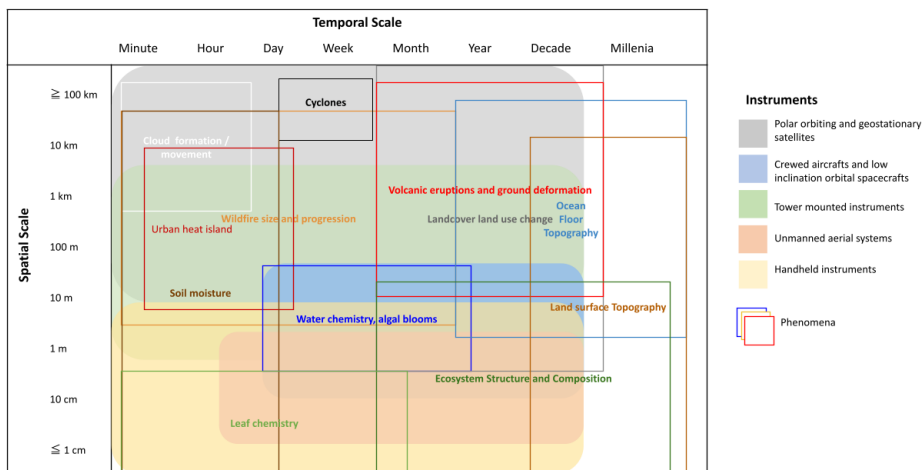 Temporal Scale
Minute Hour Day Week Month Year Decade Millenia
Spatial Scale
≧ 100 km
10 km
1 km
100 m
10 m
1 m
10 cm
≦ 1 cm
Cyclones
Cloud formation /
movement
Volcanic eruptions and ground deformation
Ocean
Floor
Topography
Wildfire size and progression
Landcover land use change
Urban heat island
Soil moisture
Land surface Topography
Water chemistry, algal blooms
Ecosystem Structure and Composition
Leaf chemistry
Instruments
Polar orbiting and geostationary
satellites
Crewed aircrafts and low
inclination orbital spacecrafts
Tower mounted instruments
Unmanned aerial systems
Handheld instruments
Phenomena